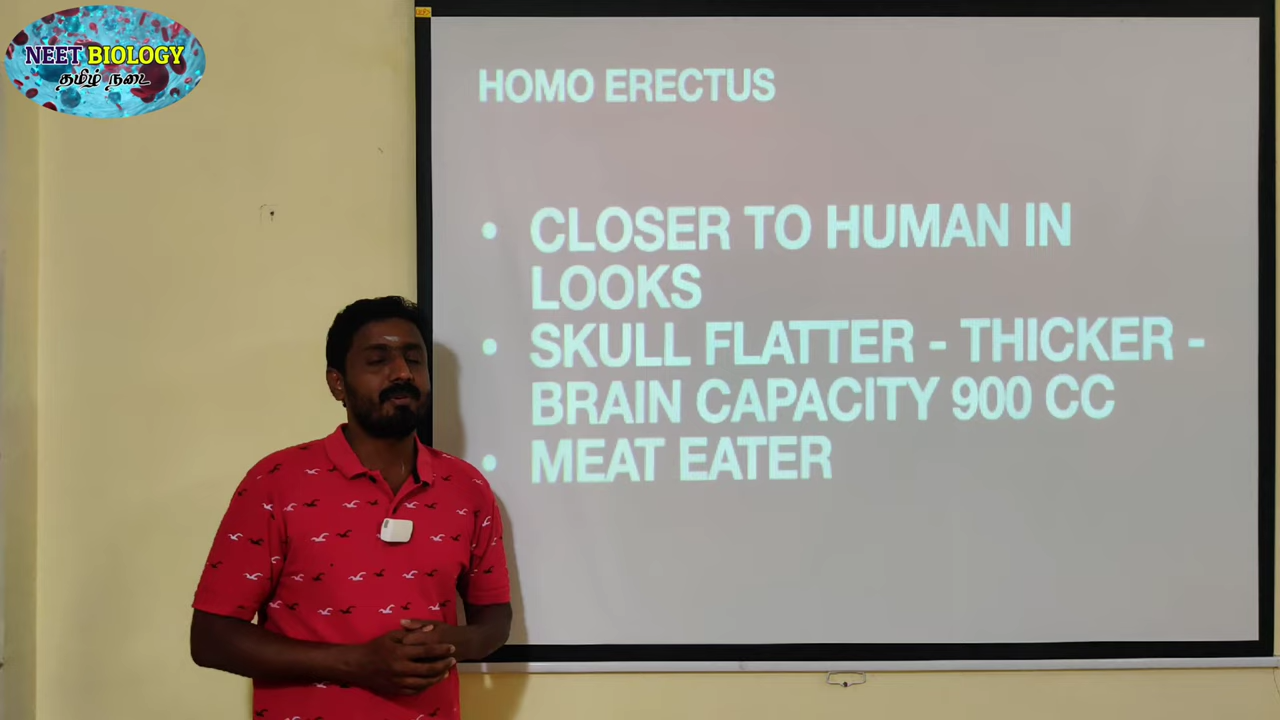 NEET BIOLOGY
தமிழ் நடை
HOMO ERECTUS
• CLOSER TO HUMAN IN
LOOKS
• SKULL FLATTER - THICKER -
BRAIN CAPACITY 900 CC
• MEAT EATER